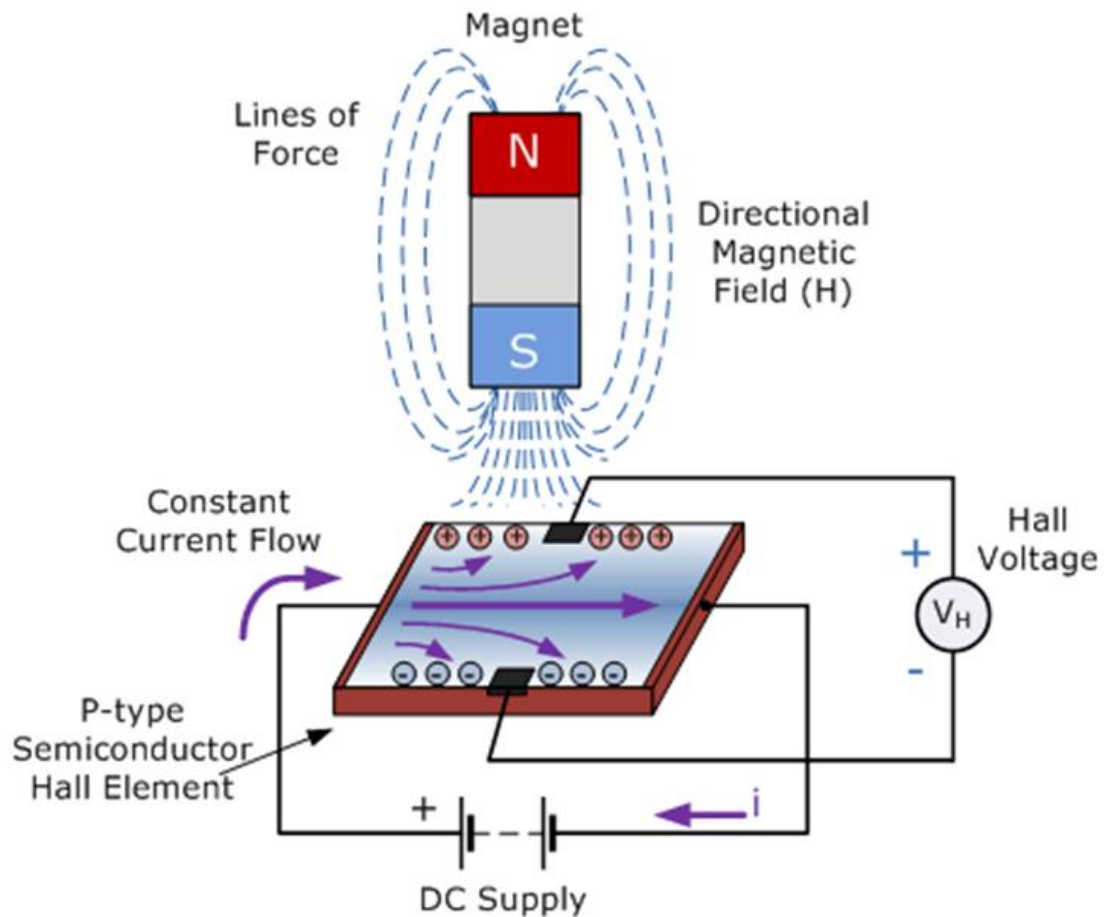 Magnet
Lines of
Force
N
S
Directional
Magnetic
Field (H)
Constant
Current Flow
+ + + + + +
- - - - - -
Hall
Voltage
+
VH
-
P-type
Semiconductor
Hall Element
+
i
DC Supply